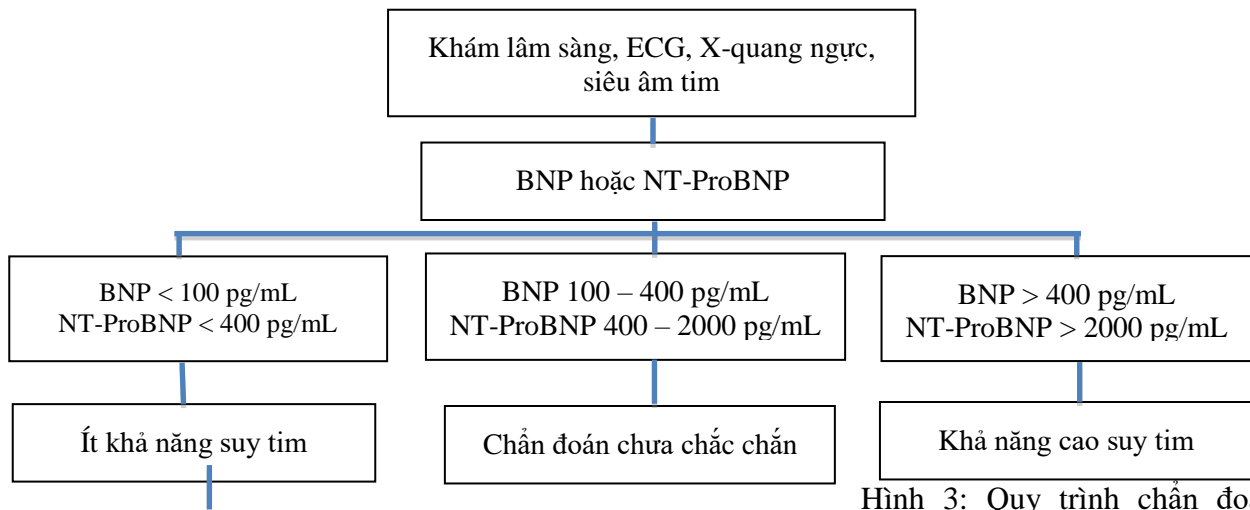 Khám lâm sàng, ECG, X-quang ngực,
siêu âm tim
BNP hoặc NT-ProBNP
BNP < 100 pg/mL
NT-ProBNP < 400 pg/mL
BNP 100 – 400 pg/mL
NT-ProBNP 400 – 2000 pg/mL
BNP > 400 pg/mL
NT-ProBNP > 2000 pg/mL
Ít khả năng suy tim
Chẩn đoán chưa chắc chắn
Khả năng cao suy tim
Hình 3: Quy trình chẩn